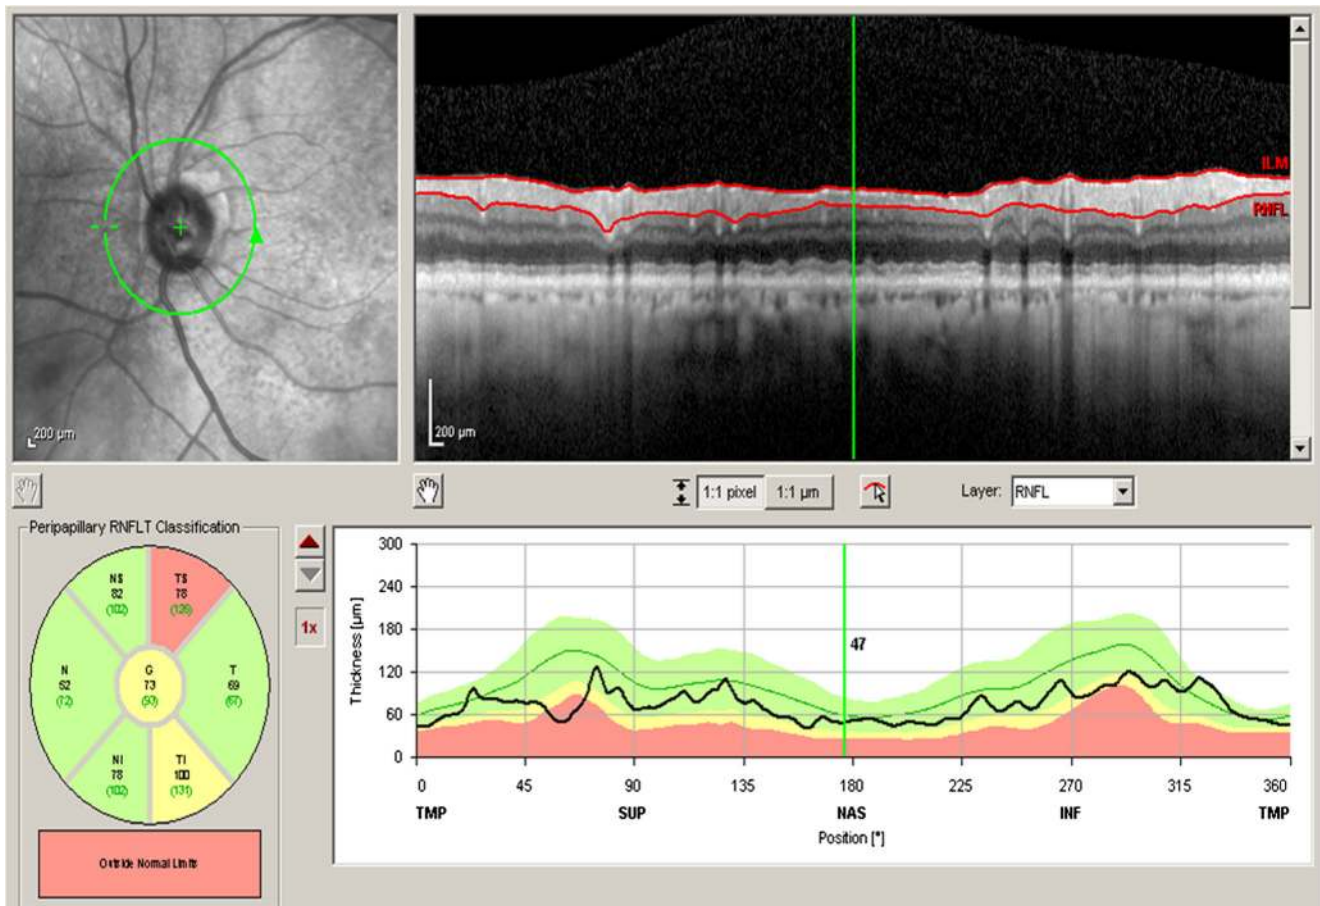 200 µm
ILM
RNFL
200 µm
1:1 pixel 1:1 µm Layer: RNFL
Peripapillary RNFLT Classification
NS
82
(102)
TS
78
(126)
N
52
(72)
G
73
(90)
T
69
(67)
NI
78
(102)
TI
100
(131)
Outside Normal Limits
1x
Thickness [µm]
300
240
180
120
60
0
47
0 45 90 135 180 225 270 315 360
TMP SUP NAS INF TMP
Position [°]